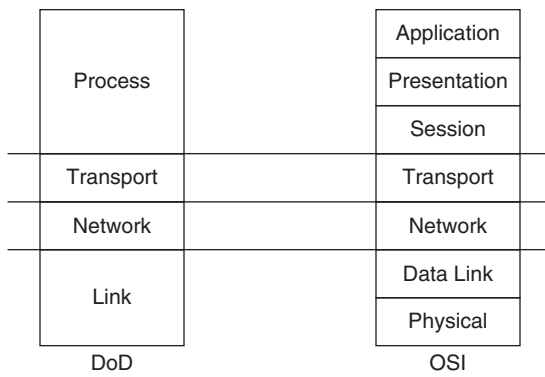 Process
Transport
Network
Link
DoD
Application
Presentation
Session
Transport
Network
Data Link
Physical
OSI